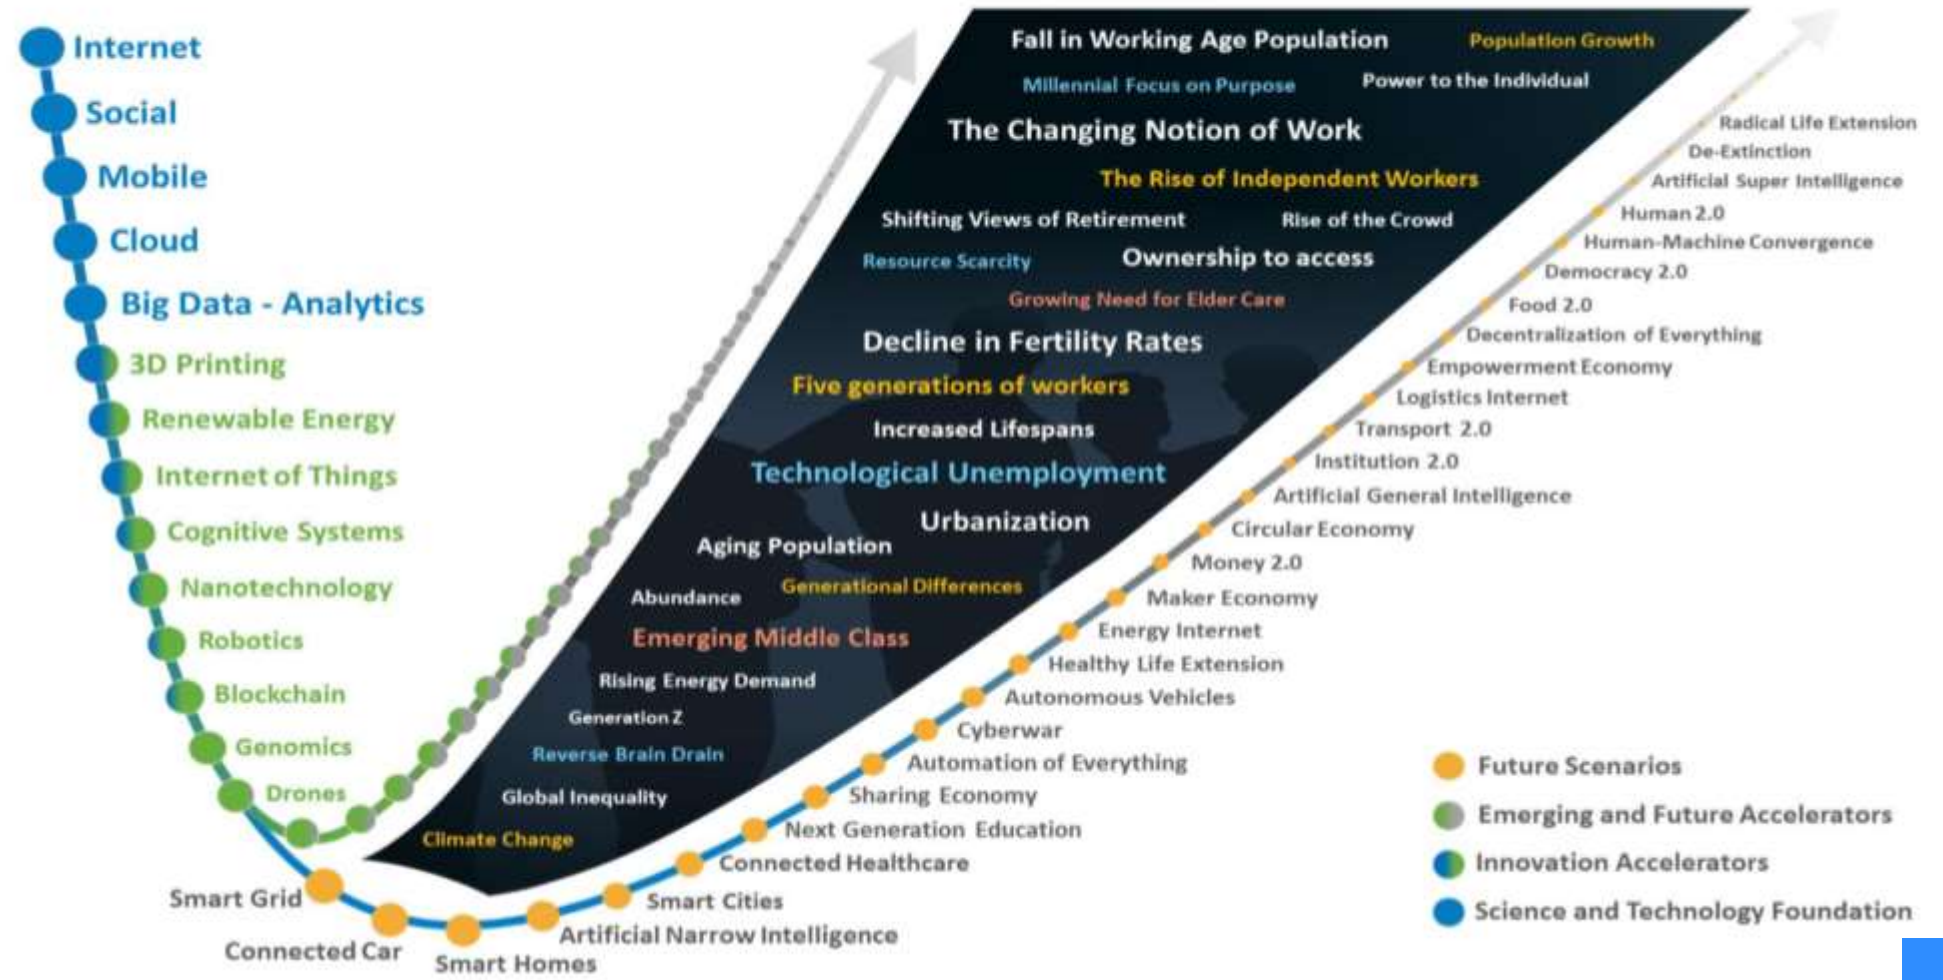 Internet
Social
Mobile
Cloud
Big Data - Analytics
3D Printing
Renewable Energy
Internet of Things
Cognitive Systems
Nanotechnology
Robotics
Blockchain
Genomics
Drones
Fall in Working Age Population
Population Growth
Millennial Focus on Purpose
Power to the Individual
The Changing Notion of Work
The Rise of Independent Workers
Shifting Views of Retirement
Rise of the Crowd
Resource Scarcity
Ownership to access
Growing Need for Elder Care
Decline in Fertility Rates
Five generations of workers
Increased Lifespans
Technological Unemployment
Urbanization
Aging Population
Generational Differences
Abundance
Emerging Middle Class
Rising Energy Demand
Generation Z
Reverse Brain Drain
Global Inequality
Climate Change
Radical Life Extension
De-Extinction
Artificial Super Intelligence
Human 2.0
Human-Machine Convergence
Democracy 2.0
Food 2.0
Decentralization of Everything
Empowerment Economy
Logistics Internet
Transport 2.0
Institution 2.0
Artificial General Intelligence
Circular Economy
Money 2.0
Maker Economy
Energy Internet
Healthy Life Extension
Autonomous Vehicles
Cyberwar
Automation of Everything
Sharing Economy
Next Generation Education
Connected Healthcare
Smart Cities
Artificial Narrow Intelligence
Smart Homes
Connected Car
Smart Grid
Future Scenarios
Emerging and Future Accelerators
Innovation Accelerators
Science and Technology Foundation